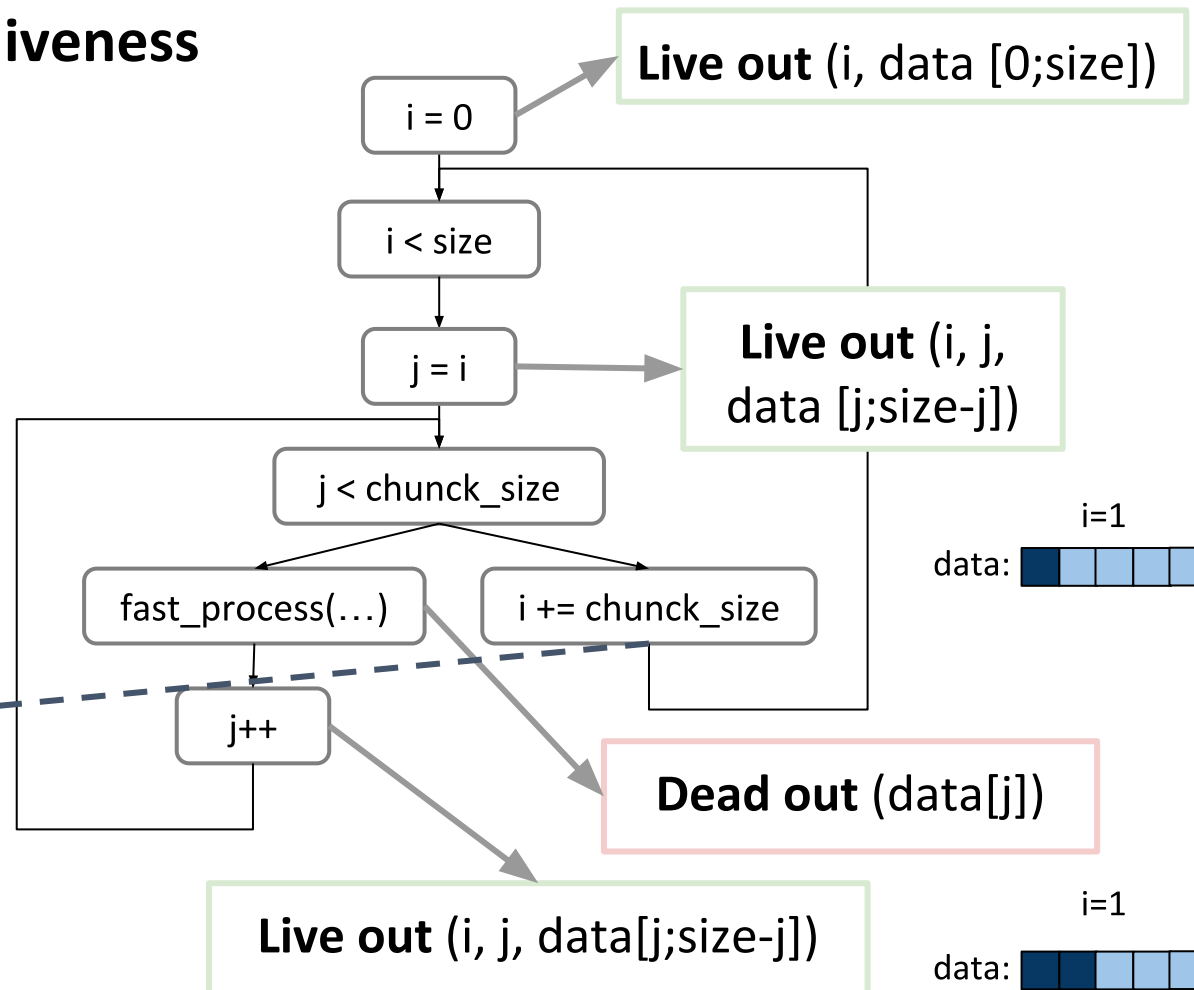 iveness
Live out (i, data [0;size])
i = 0
i < size
j = i
Live out (i, j,
data [j;size-j])
j < chunck_size
i=1
data:
fast_process(...)
i += chunck_size
j++
Dead out (data[j])
Live out (i, j, data[j;size-j])
i=1
data: